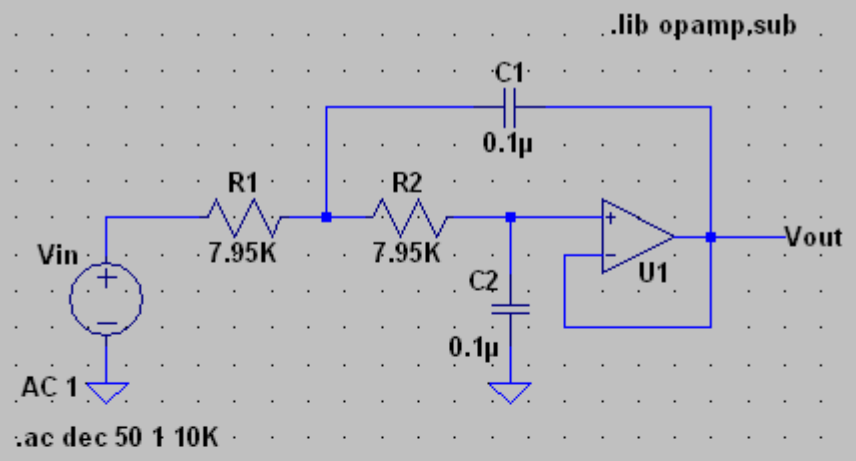 .lib opamp,sub
C1
0.1µ
R1
R2
7.95K
7.95K
Vin
+
-
U1
Vout
C2
0.1µ
+
-
AC 1
.ac dec 50 1 10K